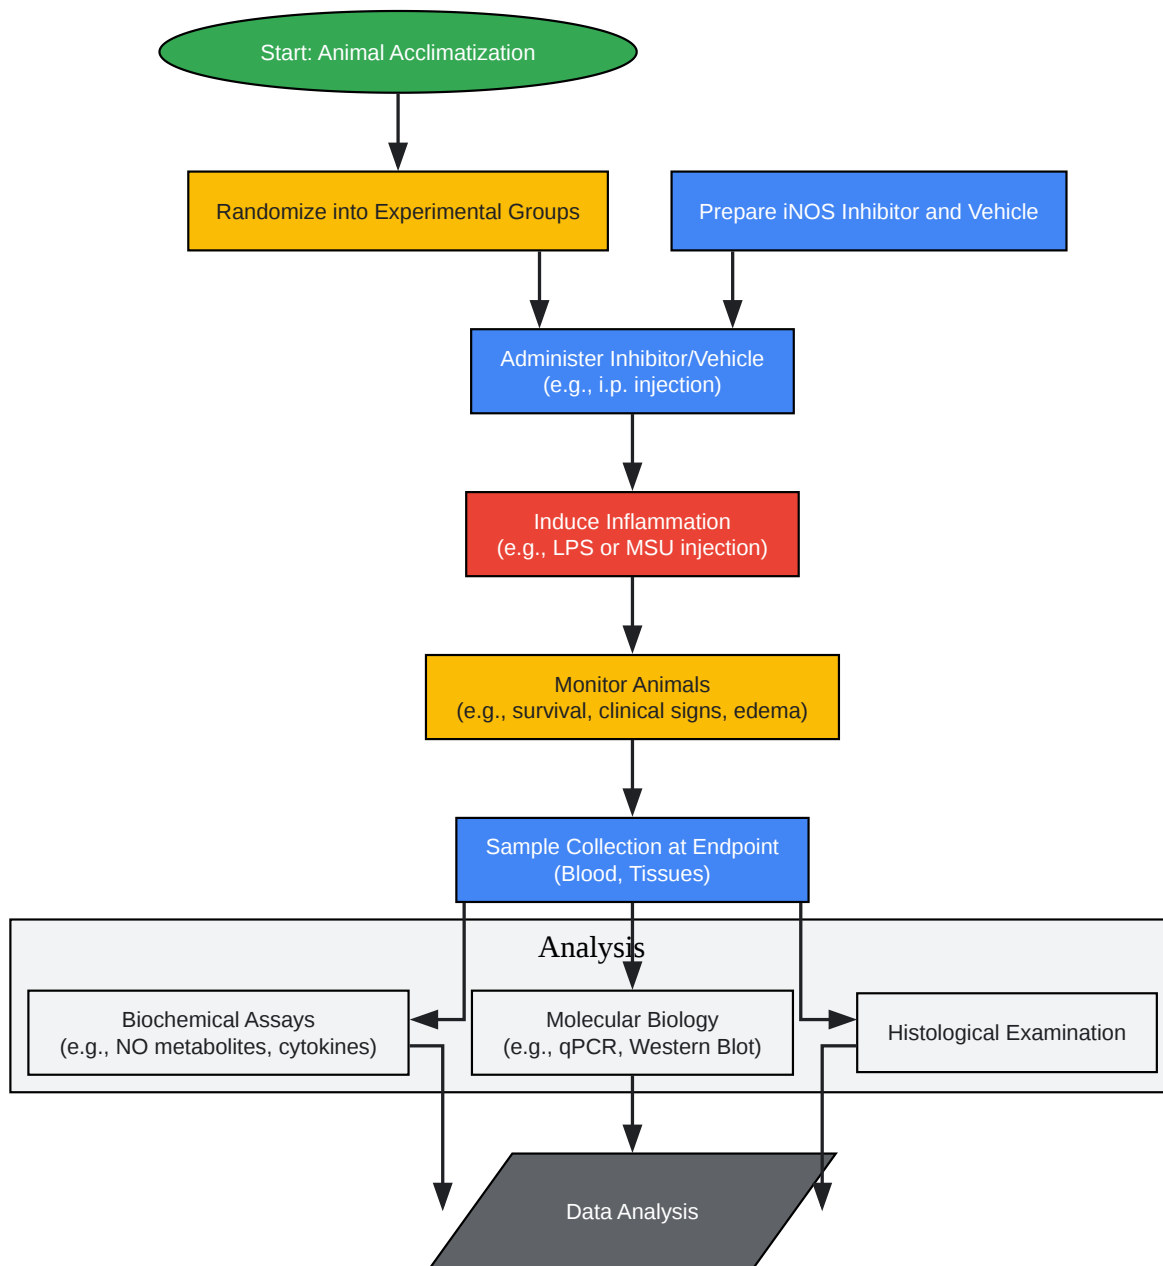 Start: Animal Acclimatization
Randomize into Experimental Groups
Prepare iNOS Inhibitor and Vehicle
Administer Inhibitor/Vehicle
(e.g., i.p. injection)
Induce Inflammation
(e.g., LPS or MSU injection)
Monitor Animals
(e.g., survival, clinical signs, edema)
Sample Collection at Endpoint
(Blood, Tissues)
Analysis
Biochemical Assays
(e.g., NO metabolites, cytokines)
Molecular Biology
(e.g., qPCR, Western Blot)
Histological Examination
Data Analysis